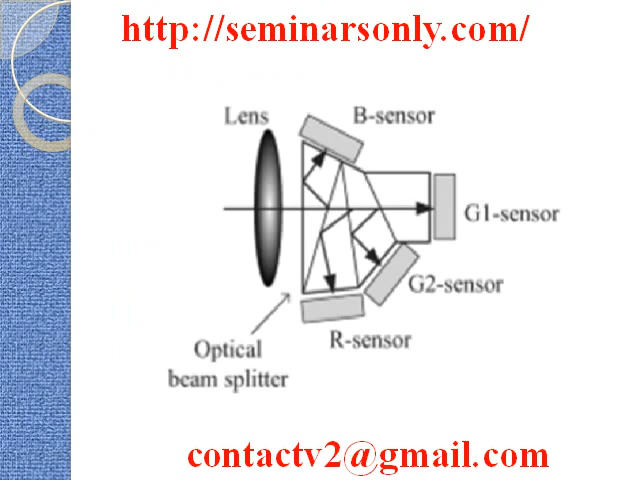 http://seminarsonly.com/
Lens
B-sensor
G1-sensor
G2-sensor
R-sensor
Optical
beam splitter
contactv2@gmail.com